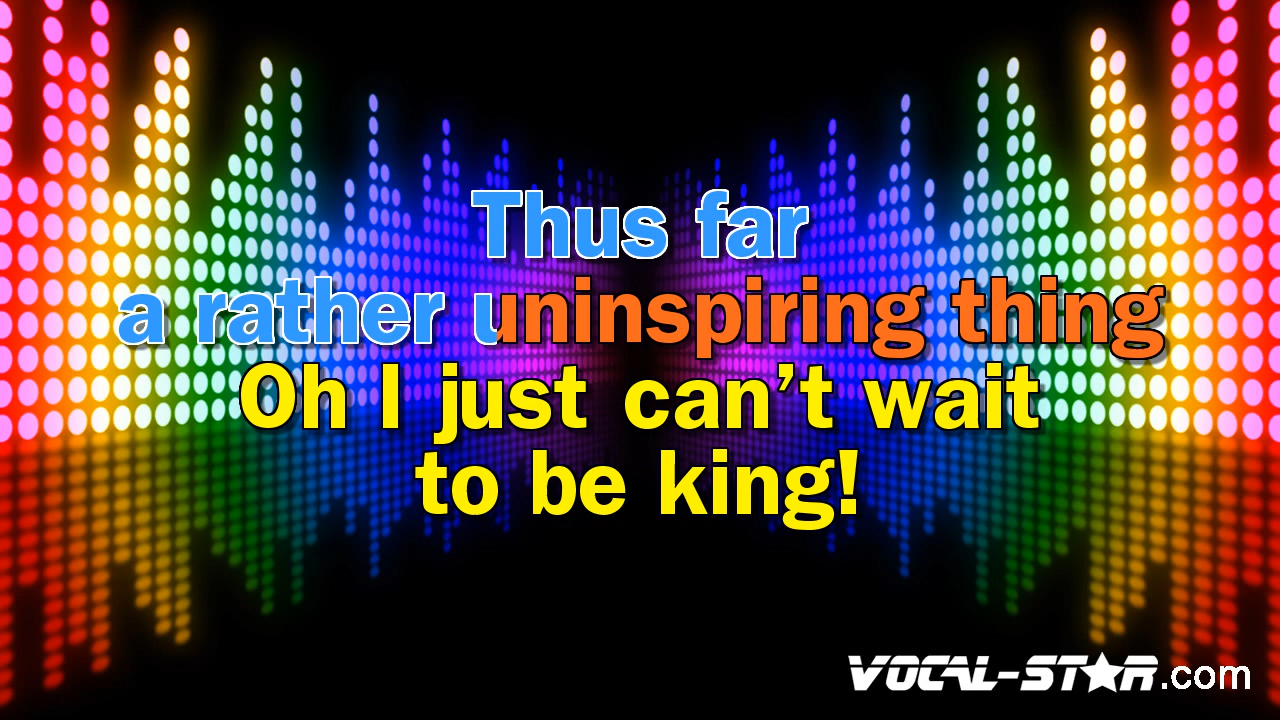 Thus far
a rather uninspiring thing
Oh I just can’t wait
to be king!
VOCAL-STAR.com